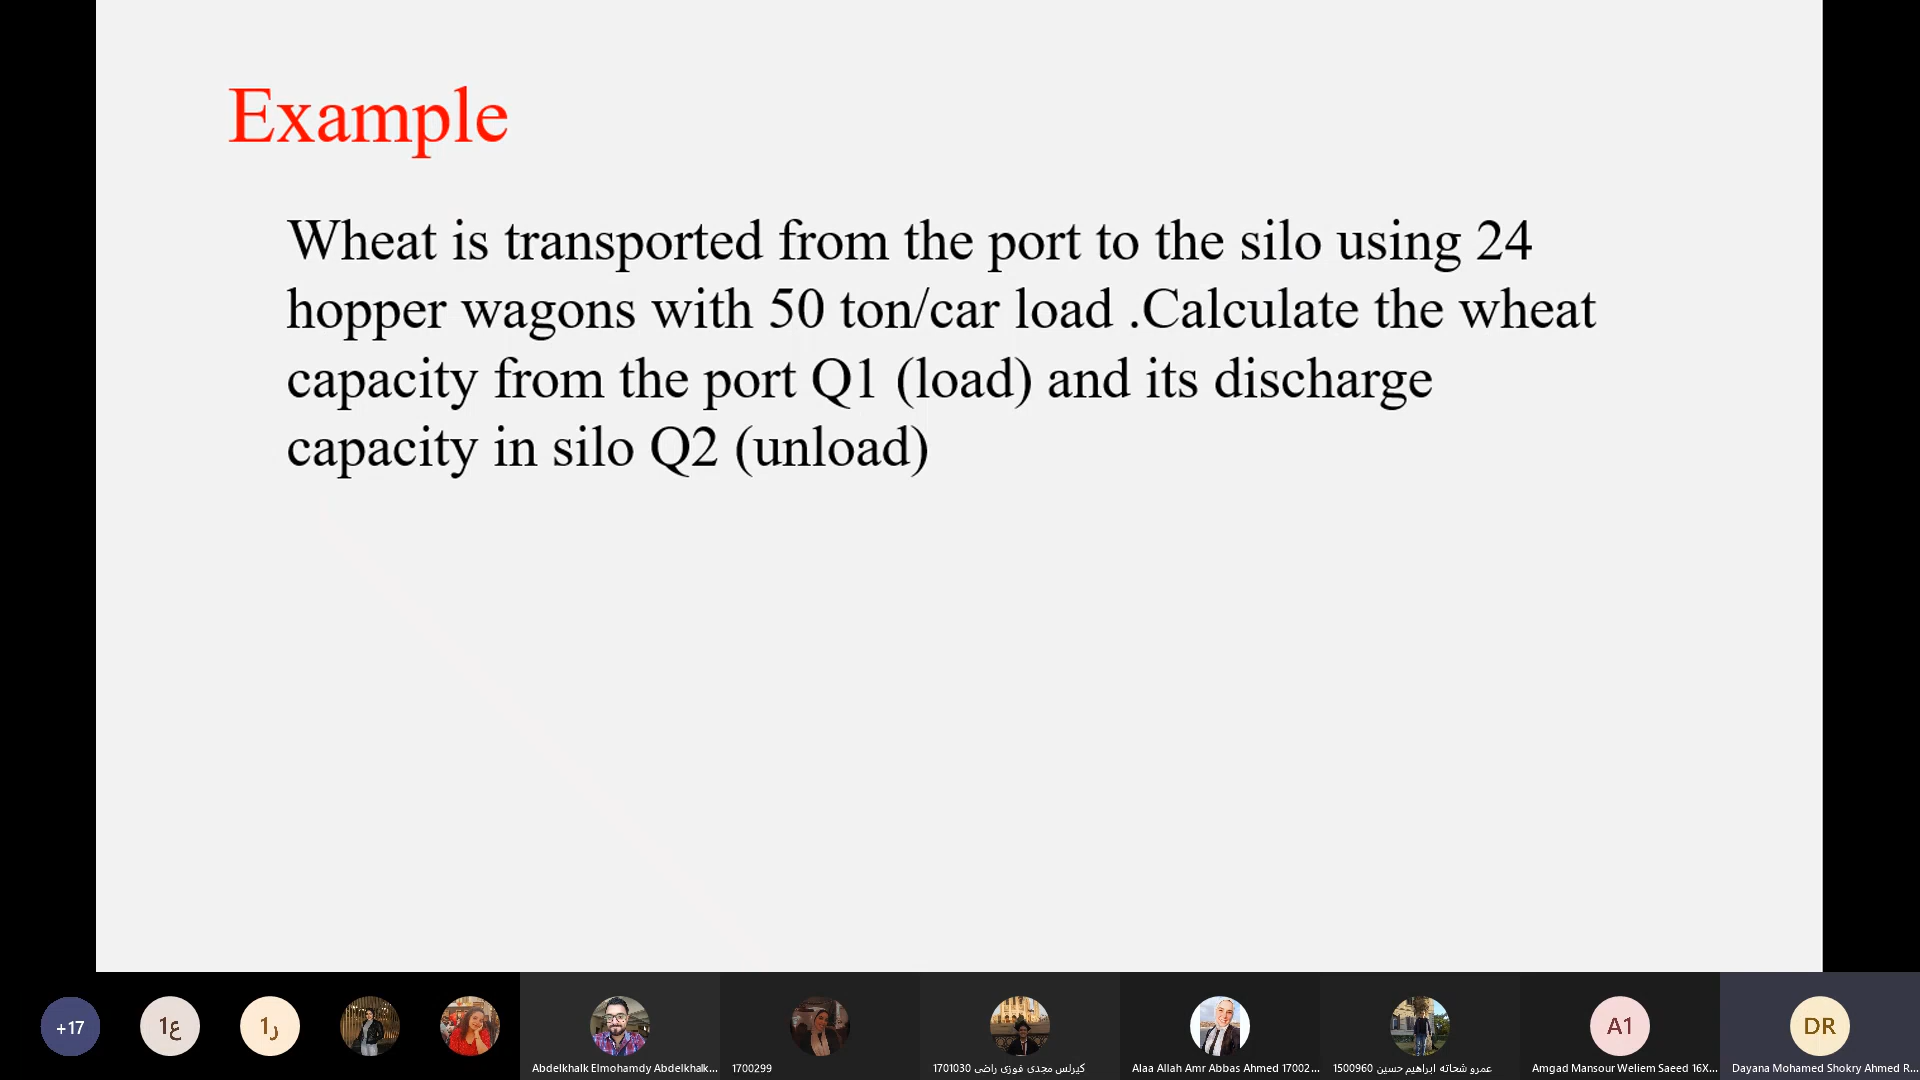 Example
Wheat is transported from the port to the silo using 24
hopper wagons with 50 ton/car load .Calculate the wheat
capacity from the port Q1 (load) and its discharge
capacity in silo Q2 (unload)
+17
ع1
ر1
A1
DR
Abdelkhalk Elmohamdy Abdelkhalk...
1700299
كيرلس مجدى فوزى راضى 1701030
Alaa Allah Amr Abbas Ahmed 17002...
عمرو شحاته ابراهيم حسين 1500960
Amgad Mansour Weliem Saeed 16X...
Dayana Mohamed Shokry Ahmed R...